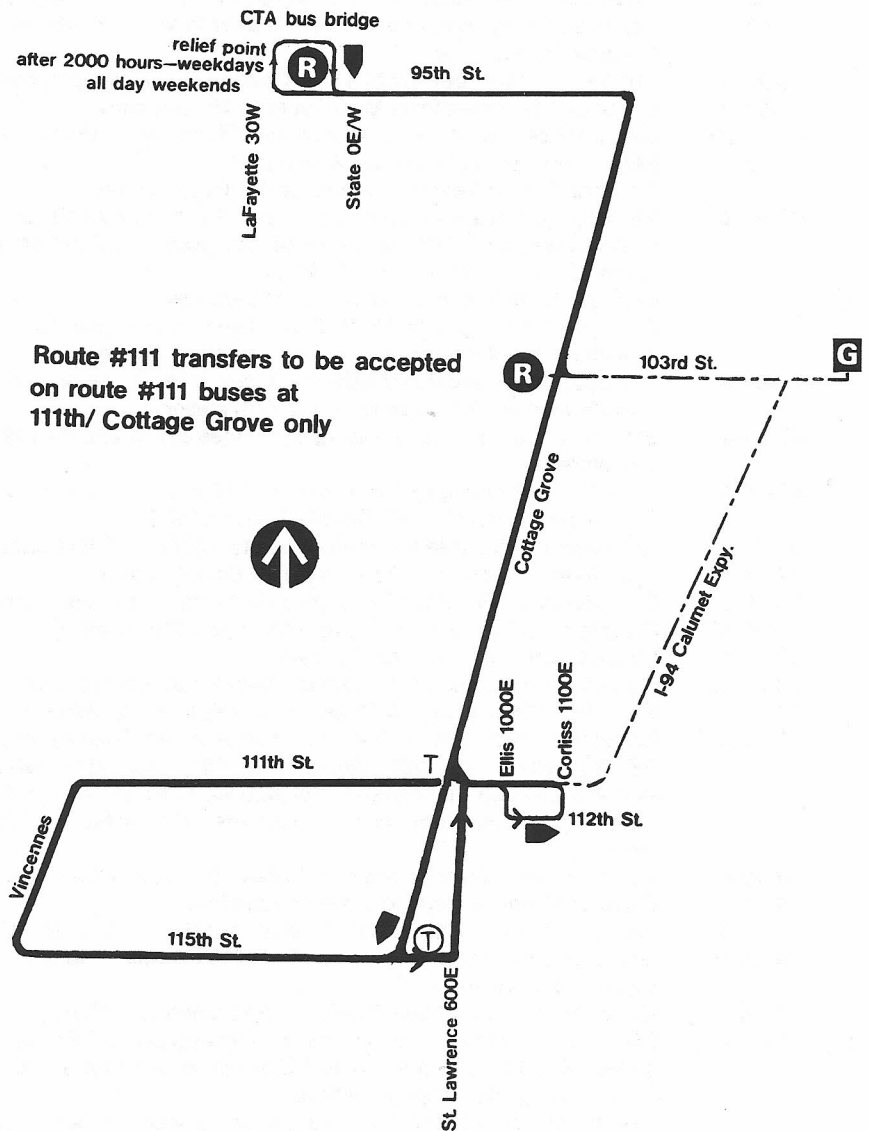 CTA bus bridge
relief point
after 2000 hours—weekdays
all day weekends
R
95th St.
LaFayette 30W
State 0E/W
Route #111 transfers to be accepted
on route #111 buses at
111th/ Cottage Grove only
R
103rd St.
G
Cottage Grove
I-94 Calumet Expy.
Ellis 1000E
Corliss 1100E
111th St.
T
112th St.
Vincennes
115th St.
T
St. Lawrence 600E